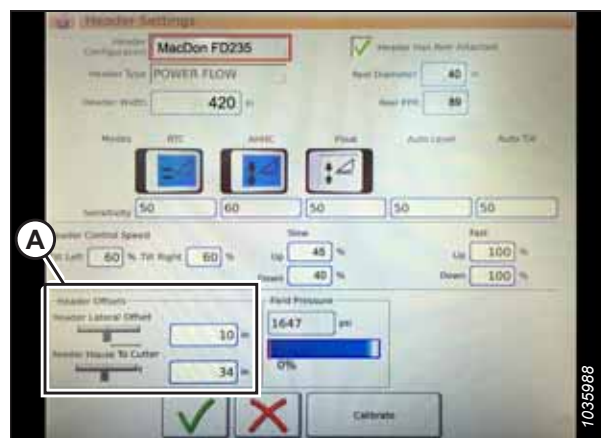 Header Settings
Header Configuration
MacDon FD235
Header Has Reel Attached
Header Type
POWER FLOW
Reel Diameter
40 in
Header Width
420 in
Reel PPR
89
Modes RTC AHHC Float Auto Level Auto Tilt
Sensitivity 50 60 50 50 50
A
Header Control Speed
Slow
Fast
Tilt Left 60 % Tilt Right 60 %
Up 45 %
Up 100 %
Down 40 %
Down 100 %
Header Offsets
Field Pressure
Header Lateral Offset
10 in
1647 psi
Feeder House To Cutter
34 in
0%
Calibrate
1035988